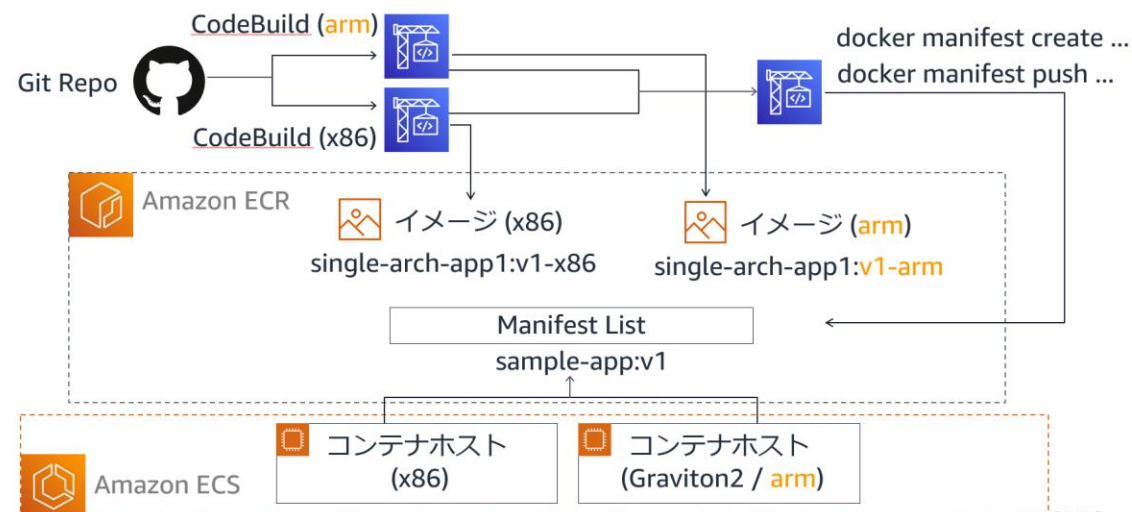 CodeBuild (arm)
docker manifest create ...
docker manifest push ...
Git Repo
CodeBuild (x86)
Amazon ECR
イメージ (x86)
single-arch-app1:v1-x86
イメージ (arm)
single-arch-app1:v1-arm
Manifest List
sample-app:v1
コンテナホスト
(x86)
コンテナホスト
(Graviton2 / arm)
Amazon ECS